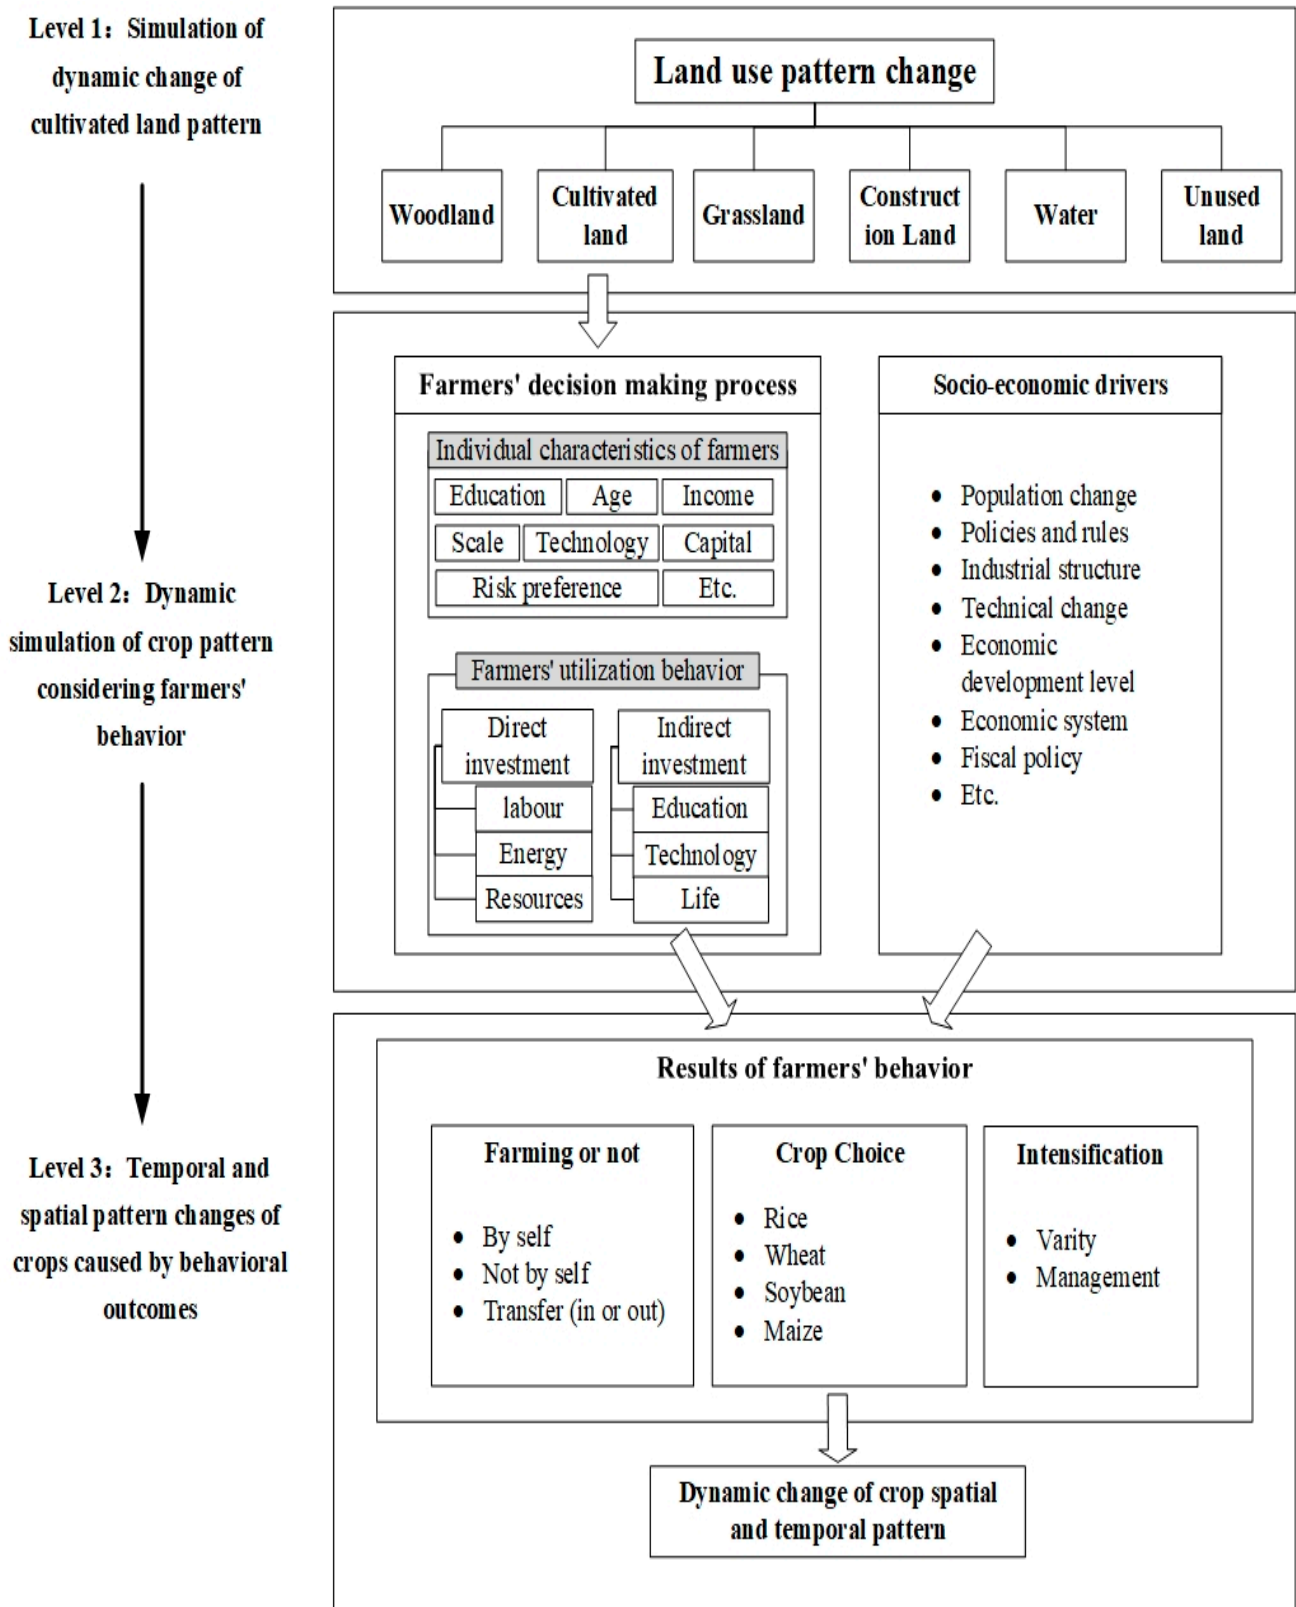 Level 1：Simulation of
dynamic change of
cultivated land pattern
Land use pattern change
Woodland
Cultivated
land
Grassland
Construct
ion Land
Water
Unused
land
Level 2：Dynamic
simulation of crop pattern
considering farmers'
behavior
Farmers' decision making process
Individual characteristics of farmers
Education
Age
Income
Scale
Technology
Capital
Risk preference
Etc.
Farmers' utilization behavior
Direct
investment
labour
Energy
Resources
Indirect
investment
Education
Technology
Life
Socio-economic drivers
● Population change
● Policies and rules
● Industrial structure
● Technical change
● Economic
development level
● Economic system
● Fiscal policy
● Etc.
Level 3：Temporal and
spatial pattern changes of
crops caused by behavioral
outcomes
Results of farmers' behavior
Farming or not
● By self
● Not by self
● Transfer (in or out)
Crop Choice
● Rice
● Wheat
● Soybean
● Maize
Intensification
● Varity
● Management
Dynamic change of crop spatial
and temporal pattern